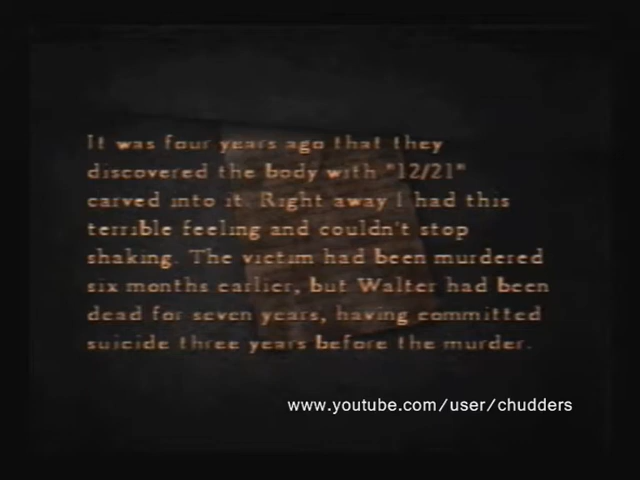 It was four years ago that they
discovered the body with "12/21"
carved into it. Right away I had this
terrible feeling and couldn't stop
shaking. The victim had been murdered
six months earlier, but Walter had been
dead for seven years, having committed
suicide three years before the murder.
www.youtube.com/user/chudders